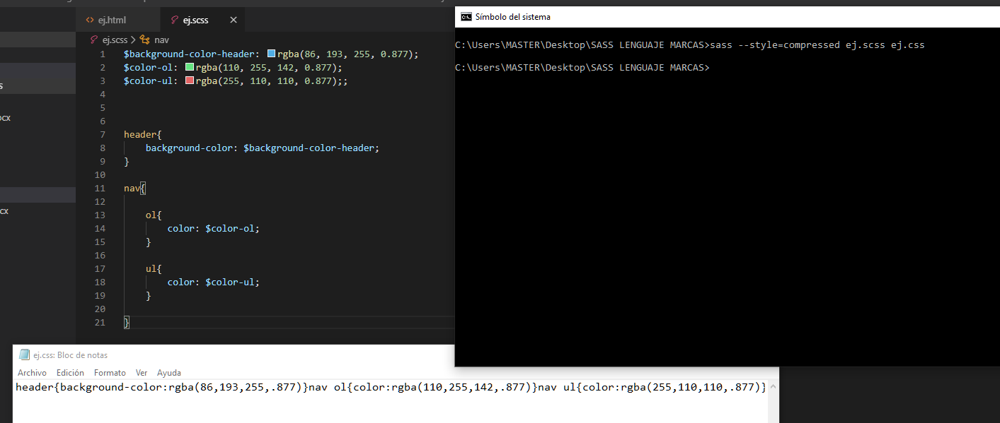 ej.html
ej.scss
ej.scss > nav
1 $background-color-header: rgba(86, 193, 255, 0.877);
2 $color-ol: rgba(110, 255, 142, 0.877);
3 $color-ul: rgba(255, 110, 110, 0.877);;
4
5
6
7 header{
8 background-color: $background-color-header;
9 }
10
11 nav{
12
13 ol{
14 color: $color-ol;
15 }
16
17 ul{
18 color: $color-ul;
19 }
20
21 }
s
ocx
cx
Símbolo del sistema
C:\Users\MASTER\Desktop\SASS LENGUAJE MARCAS>sass --style=compressed ej.scss ej.css
C:\Users\MASTER\Desktop\SASS LENGUAJE MARCAS>
ej.css: Bloc de notas
Archivo Edición Formato Ver Ayuda
header{background-color:rgba(86,193,255,.877)}nav ol{color:rgba(110,255,142,.877)}nav ul{color:rgba(255,110,110,.877)}